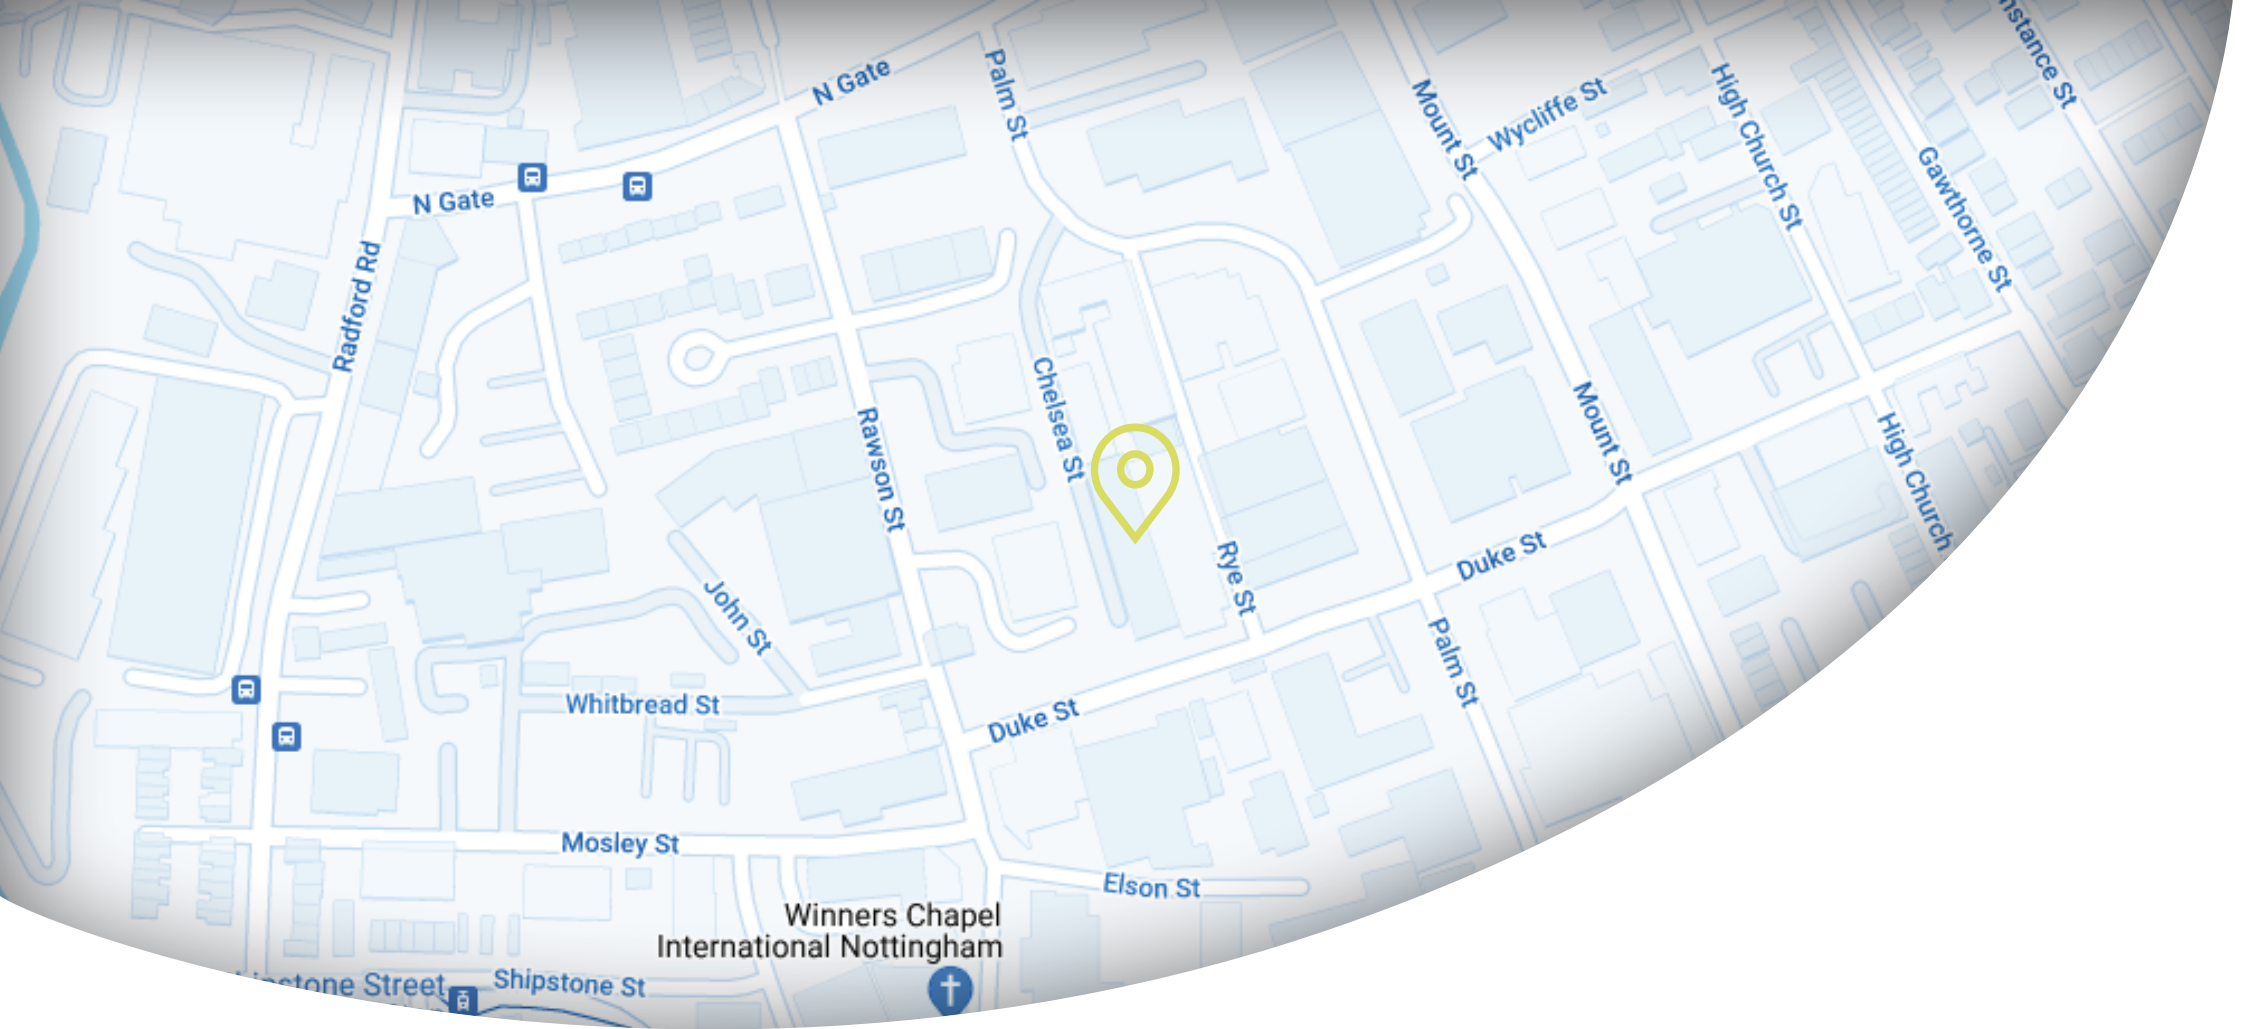 N Gate
Palm St
Mount St
Wycliffe St
High Church St
Gawthorne St
N Gate
Radford Rd
Chelsea St
Rawson St
Mount St
High Church
Rye St
Duke St
John St
Palm St
Whitbread St
Duke St
Mosley St
Elson St
Winners Chapel
International Nottingham
Street
Shipstone St
St